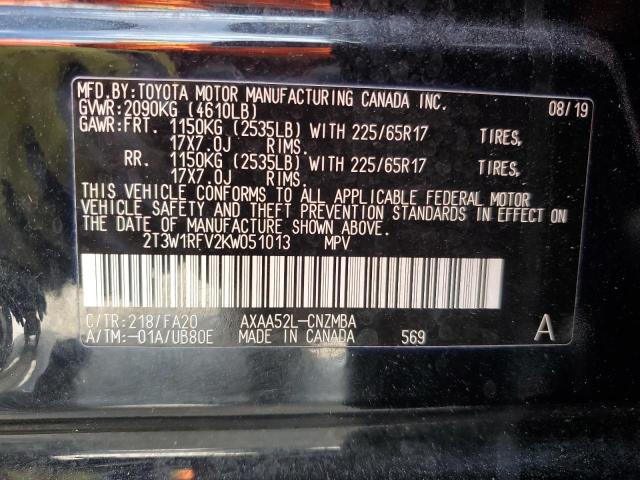 MFD.BY:TOYOTA MOTOR MANUFACTURING CANADA INC. 08/19
GVWR:2090KG (4610LB)
GAWR:FRT. 1150KG (2535LB) WITH 225/65R17 TIRES,
17X7.0J RIMS.
RR. 1150KG (2535LB) WITH 225/65R17 TIRES,
17X7.0J RIMS.
THIS VEHICLE CONFORMS TO ALL APPLICABLE FEDERAL MOTOR
VEHICLE SAFETY AND THEFT PREVENTION STANDARDS IN EFFECT ON
THE DATE OF MANUFACTURE SHOWN ABOVE.
2T3W1RFV2KW051013 MPV
C/TR:218/FA20 AXAA52L-CNZMBA
A/TM:-01A/UB80E MADE IN CANADA 569 A